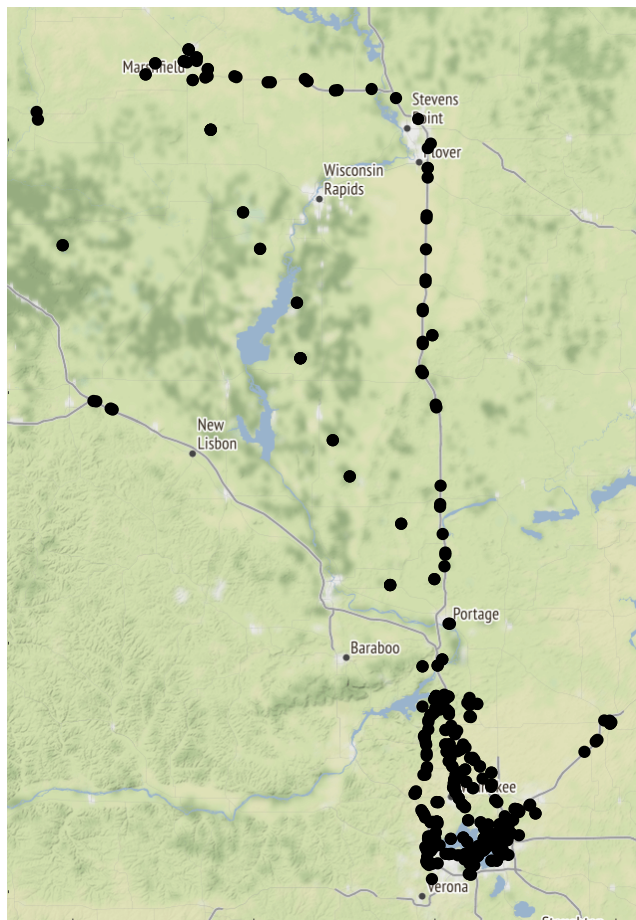 Marshfield
Stevens
Point
Plover
Wisconsin
Rapids
New
Lisbon
Portage
Baraboo
Verona